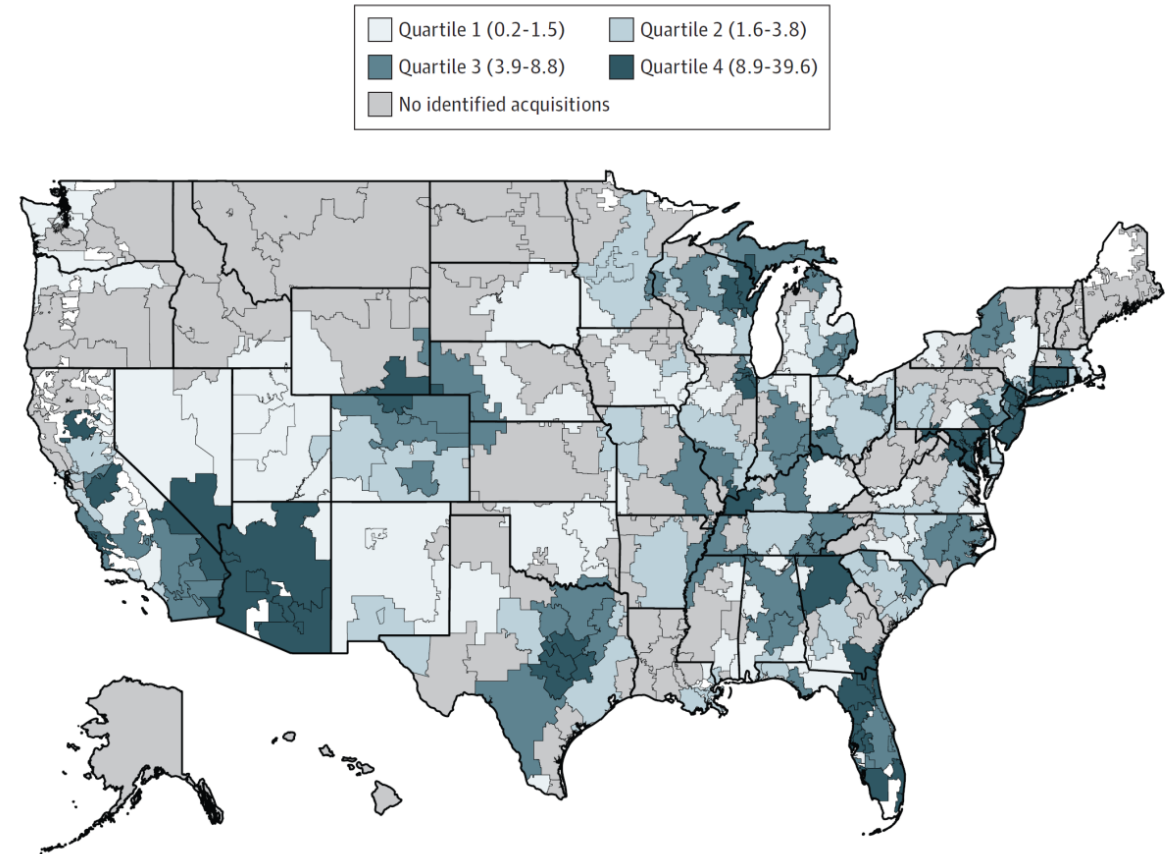 Quartile 1 (0.2-1.5) Quartile 2 (1.6-3.8)
Quartile 3 (3.9-8.8) Quartile 4 (8.9-39.6)
No identified acquisitions